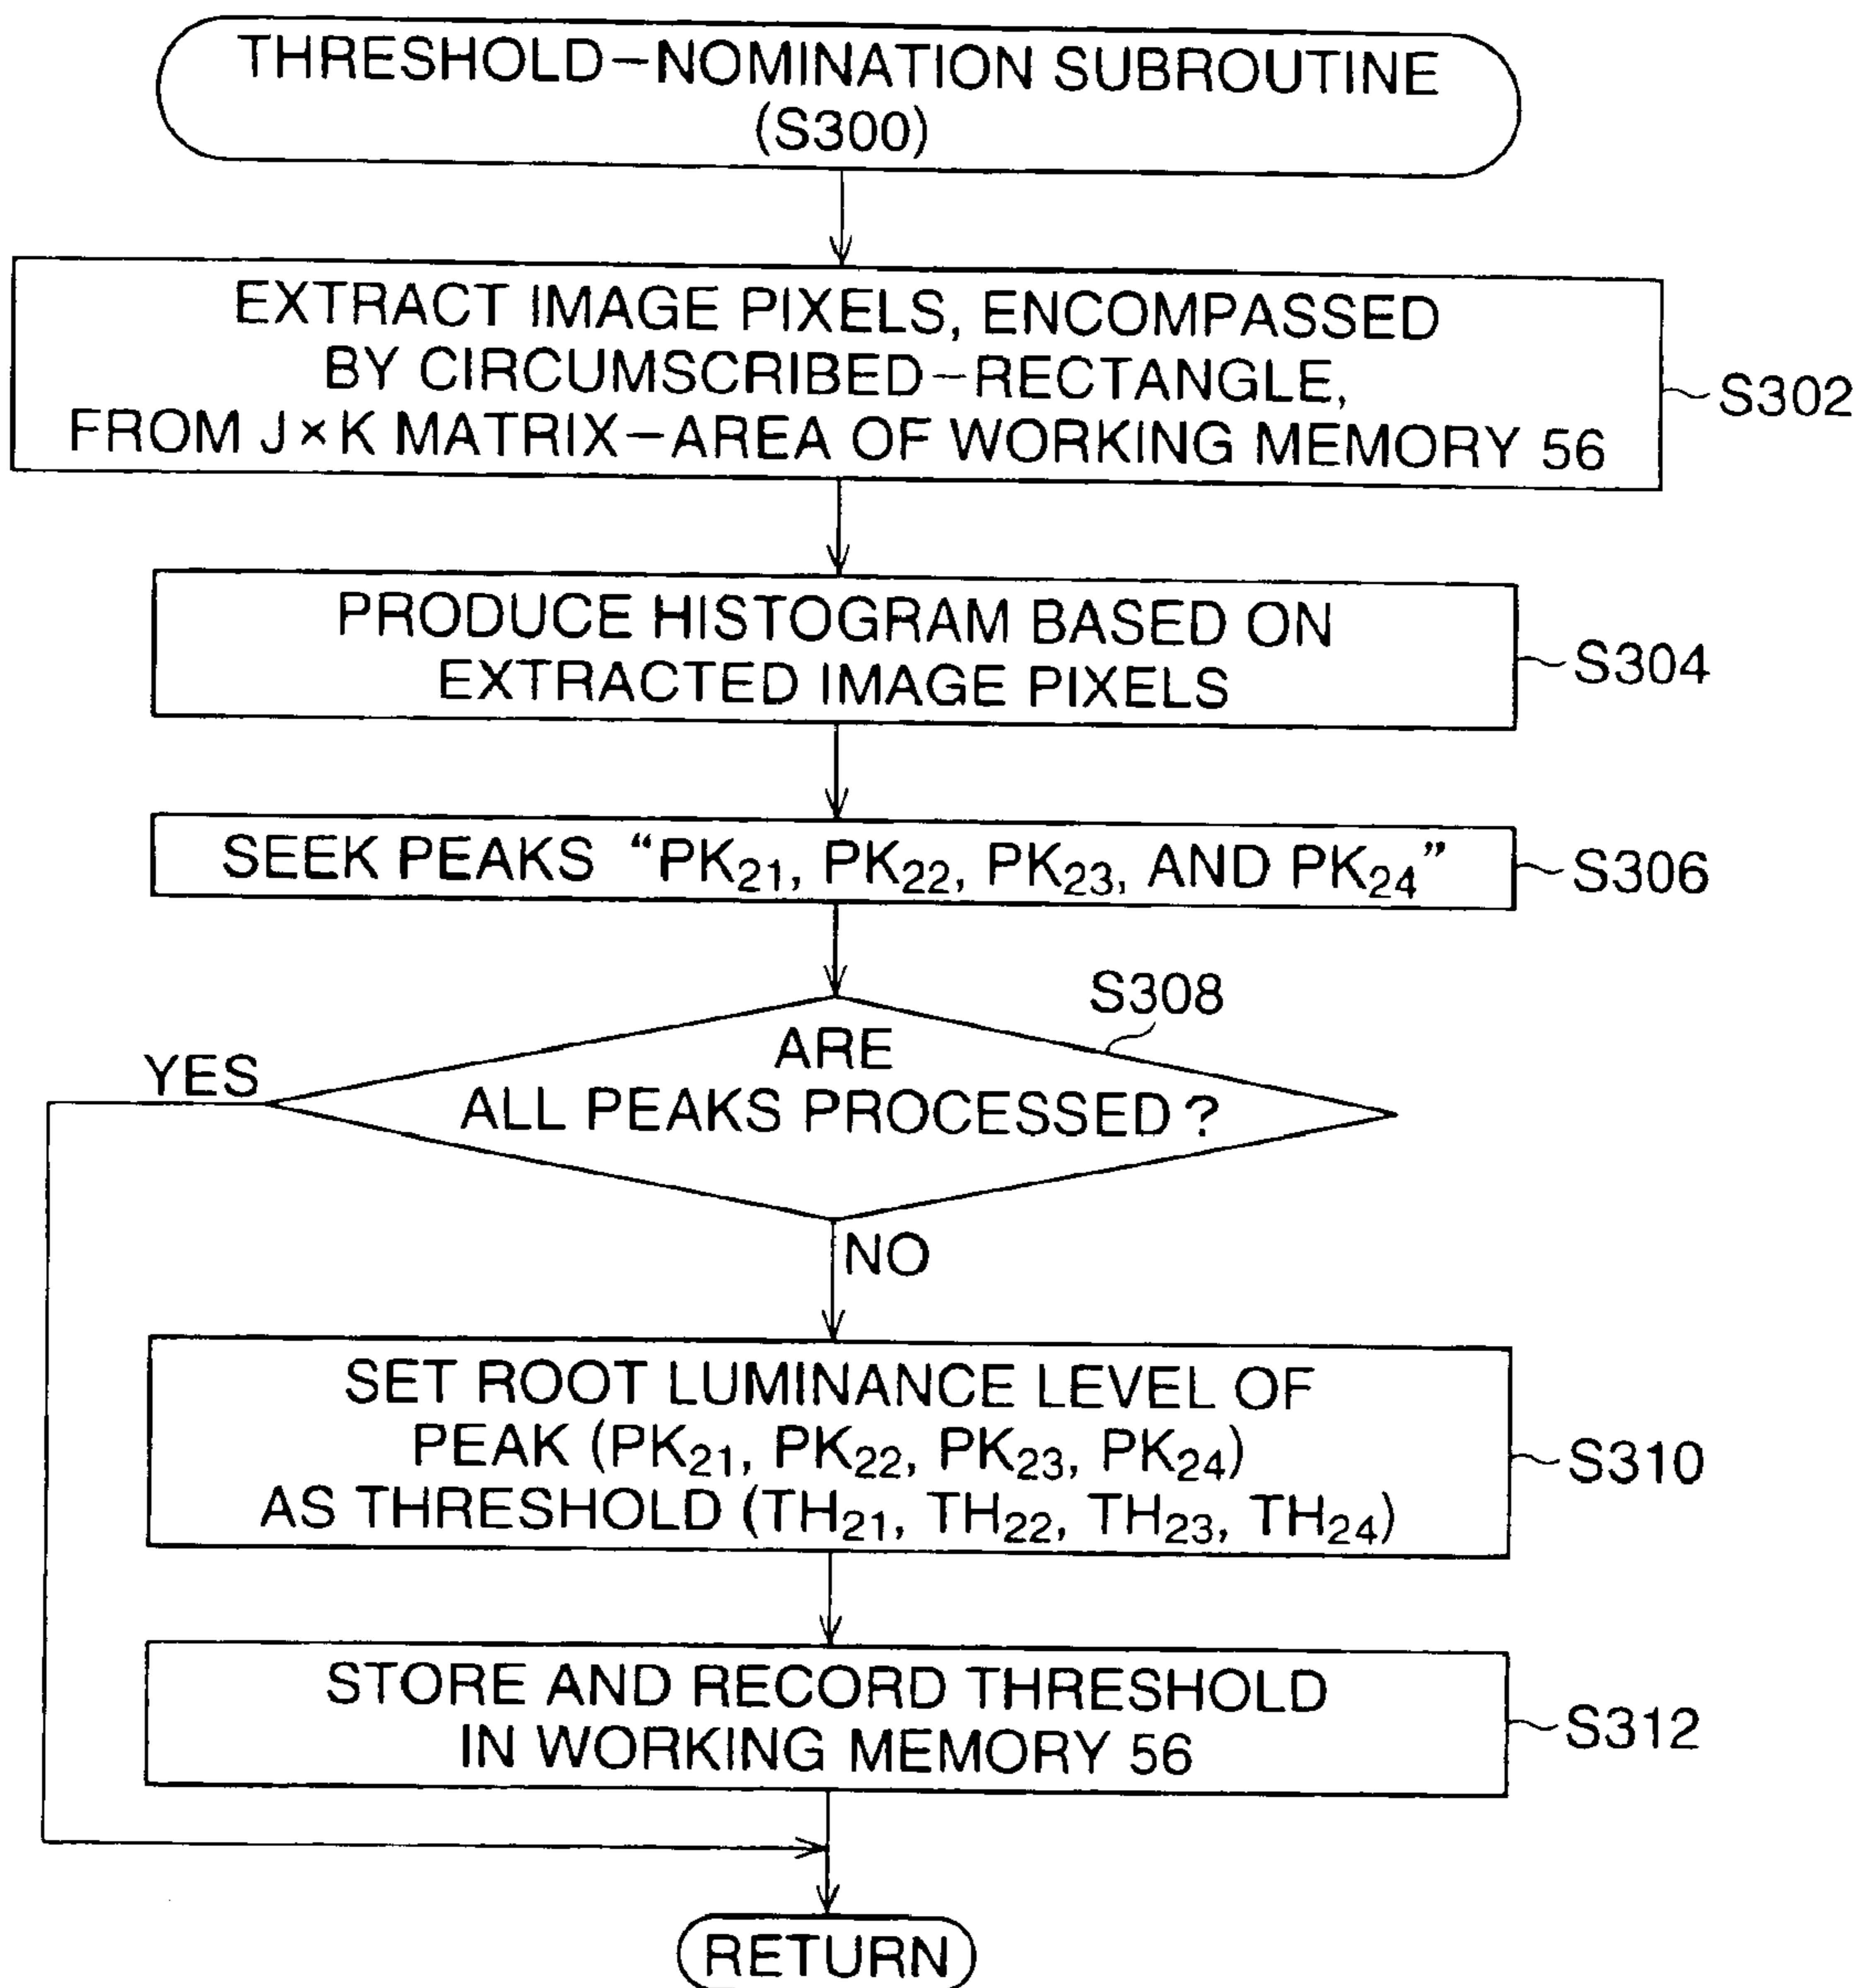 THRESHOLD—NOMINATION SUBROUTINE
(S300)
EXTRACT IMAGE PIXELS, ENCOMPASSED
BY CIRCUMSCRIBED—RECTANGLE,
FROM J×K MATRIX—AREA OF WORKING MEMORY 56
S302
PRODUCE HISTOGRAM BASED ON
EXTRACTED IMAGE PIXELS
S304
SEEK PEAKS “PK₂₁, PK₂₂, PK₂₃, AND PK₂₄”
S306
S308
ARE
ALL PEAKS PROCESSED?
YES
NO
SET ROOT LUMINANCE LEVEL OF
PEAK (PK₂₁, PK₂₂, PK₂₃, PK₂₄)
AS THRESHOLD (TH₂₁, TH₂₂, TH₂₃, TH₂₄)
S310
STORE AND RECORD THRESHOLD
IN WORKING MEMORY 56
S312
RETURN